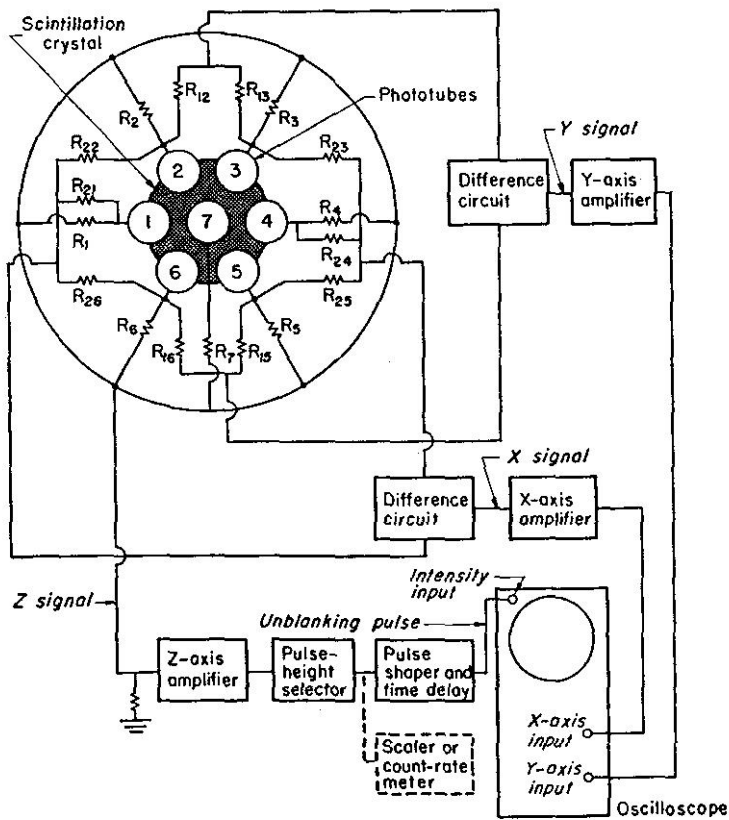 Scintillation
crystal
R12
R13
R2
R3
Phototubes
R22
R23
2
3
R21
1
7
4
R4
R1
R24
6
5
R26
R25
R6
R5
R16
R7
R15
Y signal
Difference
circuit
Y-axis
amplifier
X signal
Difference
circuit
X-axis
amplifier
Intensity
input
Z signal
Unblanking pulse
Z-axis
amplifier
Pulse-
height
selector
Pulse
shaper and
time delay
X-axis
input
Scaler or
count-rate
meter
Y-axis
input
Oscilloscope